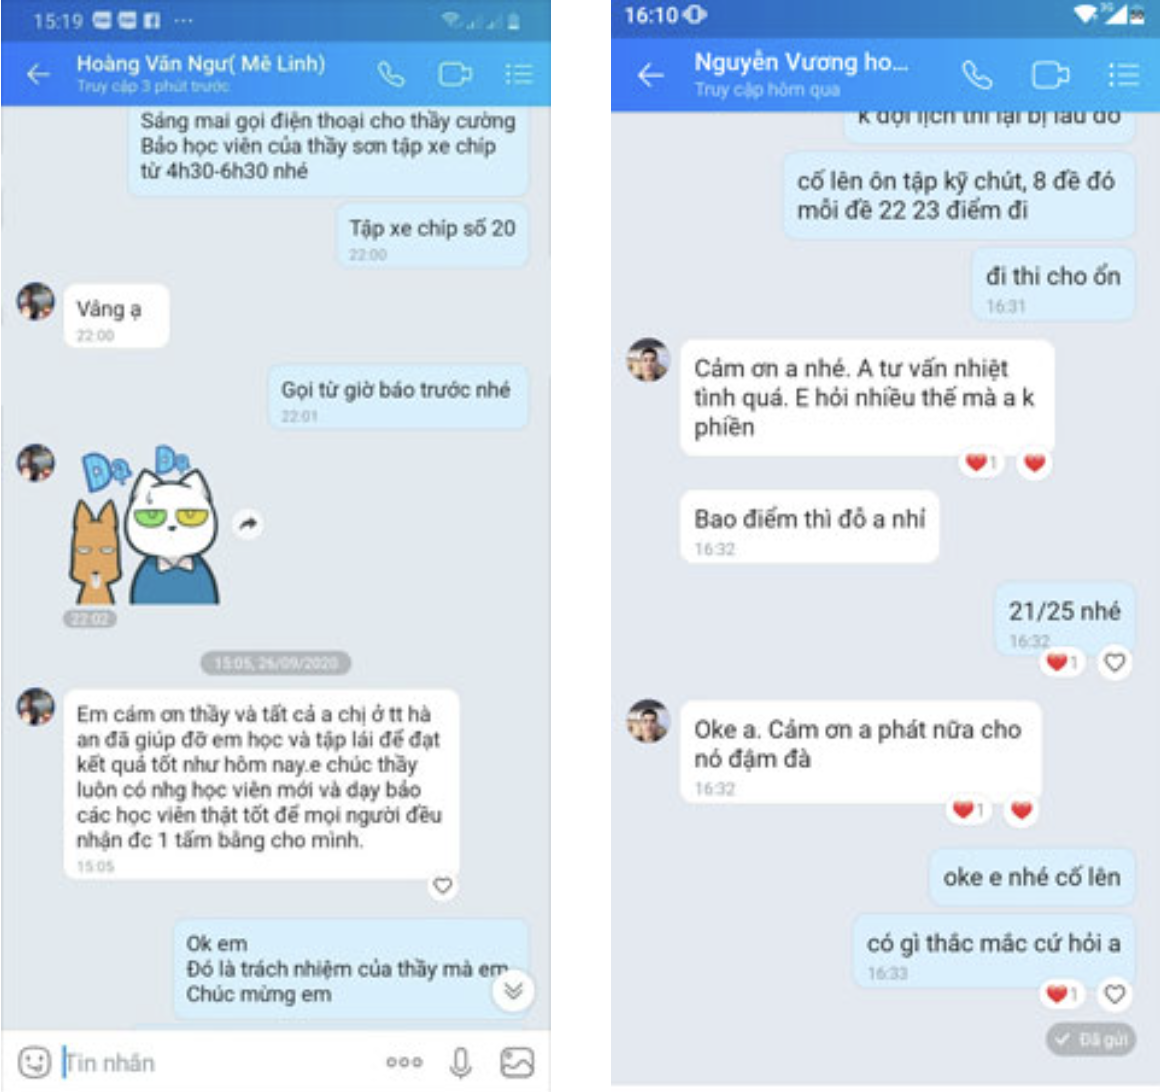 15:19
Hoàng Văn Ngư( Mê Linh)
Truy cập 3 phút trước
Sáng mai gọi điện thoại cho thầy cường
Bảo học viên của thầy sơn tập xe chíp
từ 4h30-6h30 nhé
Tập xe chíp số 20
22:00
Vâng ạ
22:00
Gọi từ giờ báo trước nhé
22:01
Dạ Dạ
22:02
15:05, 26/09/2020
Em cám ơn thầy và tất cả a chị ở tt hà
an đã giúp đỡ em học và tập lái để đạt
kết quả tốt như hôm nay.e chúc thầy
luôn có nhg học viên mới và dạy bảo
các học viên thật tốt để mọi người đều
nhận đc 1 tấm bằng cho mình.
15:05
Ok em
Đó là trách nhiệm của thầy mà em
Chúc mừng em
Tin nhắn
16:10
Nguyễn Vương ho...
Truy cập hôm qua
k đợi lịch thi lại bị lâu đó
cố lên ôn tập kỹ chút, 8 đề đó
mỗi đề 22 23 điểm đi
đi thi cho ổn
16:31
Cảm ơn a nhé. A tư vấn nhiệt
tình quá. E hỏi nhiều thế mà a k
phiền
1
Bao điểm thì đỗ a nhỉ
16:32
21/25 nhé
16:32
1
Oke a. Cảm ơn a phát nữa cho
nó đậm đà
16:32
1
oke e nhé cố lên
có gì thắc mắc cứ hỏi a
16:33
1
Đã gửi